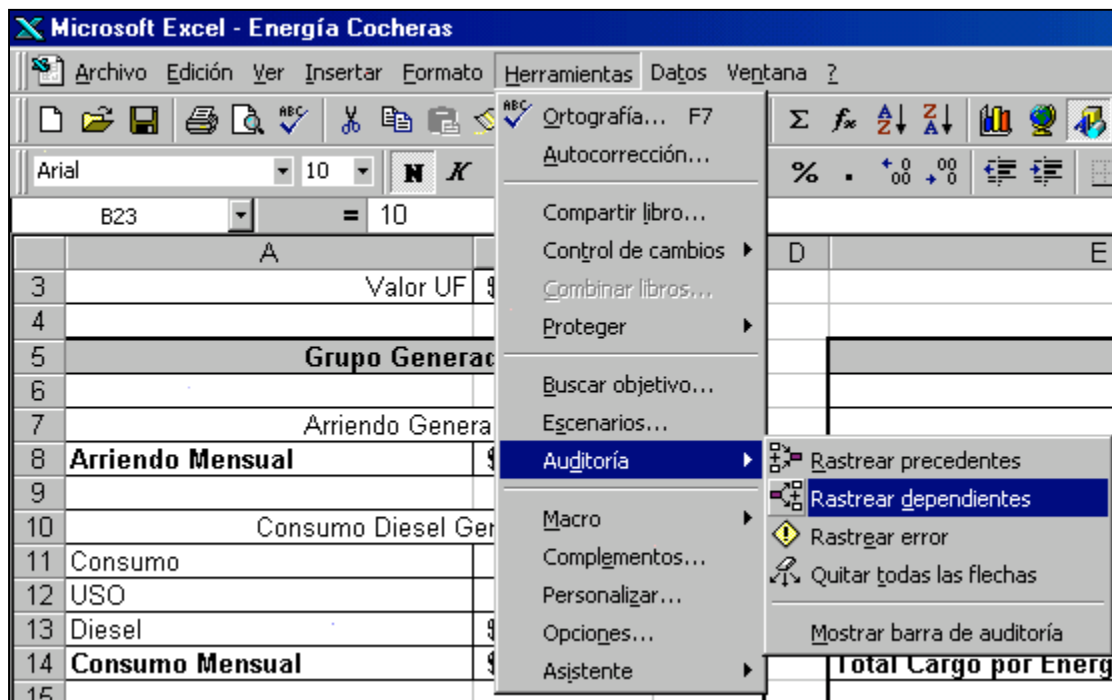 Microsoft Excel - Energía Cocheras
Archivo Edición Ver Insertar Formato Herramientas Datos Ventana ?
ABC
Arial 10 N K % . 
B23 = 10
Ortografía... F7
Autocorrección...
Compartir libro...
Control de cambios
Combinar libros...
Proteger
Buscar objetivo...
Escenarios...
Auditoría
Macro
Complementos...
Personalizar...
Opciones...
Asistente
Rastrear precedentes
Rastrear dependientes
Rastrear error
Quitar todas las flechas
Mostrar barra de auditoría
A D E
3 Valor UF $
4
5 Grupo Generac
6
7 Arriendo Genera
8 Arriendo Mensual $
9
10 Consumo Diesel Ger
11 Consumo
12 USO
13 Diesel $
14 Consumo Mensual $ Total Cargo por Energ
15